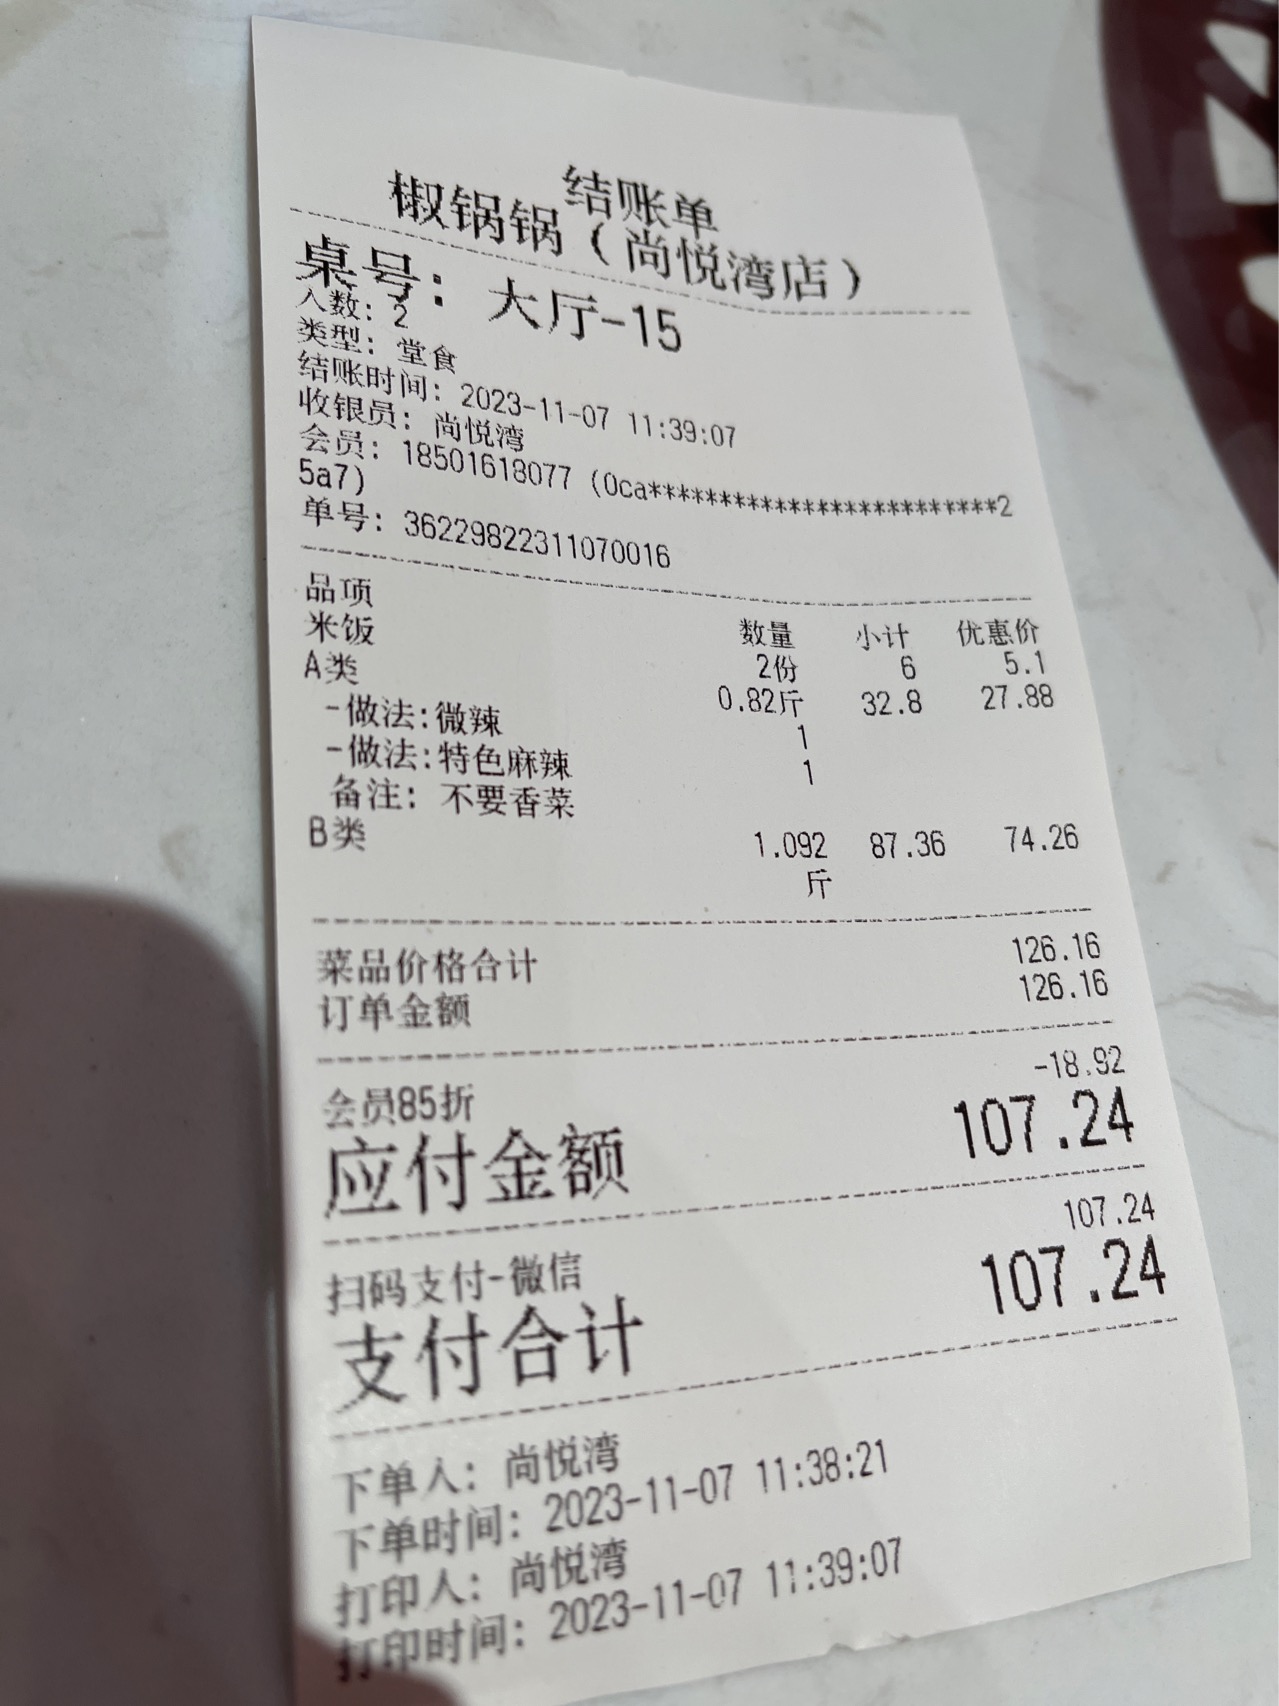 结账单
椒锅锅（尚悦湾店）
桌号：大厅-15
人数：2
类型：堂食
结账时间：2023-11-07 11:39:07
收银员：尚悦湾
会员：18501618077 (0ca*************************2
5a7)
单号：36229822311070016
品项 数量 小计 优惠价
米饭 2份 6 5.1
A类 0.82斤 32.8 27.88
-做法:微辣 1
-做法:特色麻辣 1
备注：不要香菜
B类 1.092 87.36 74.26
斤
菜品价格合计 126.16
订单金额 126.16
会员85折 -18.92
应付金额 107.24
扫码支付-微信 107.24
支付合计 107.24
下单人：尚悦湾
下单时间：2023-11-07 11:38:21
打印人：尚悦湾
打印时间：2023-11-07 11:39:07